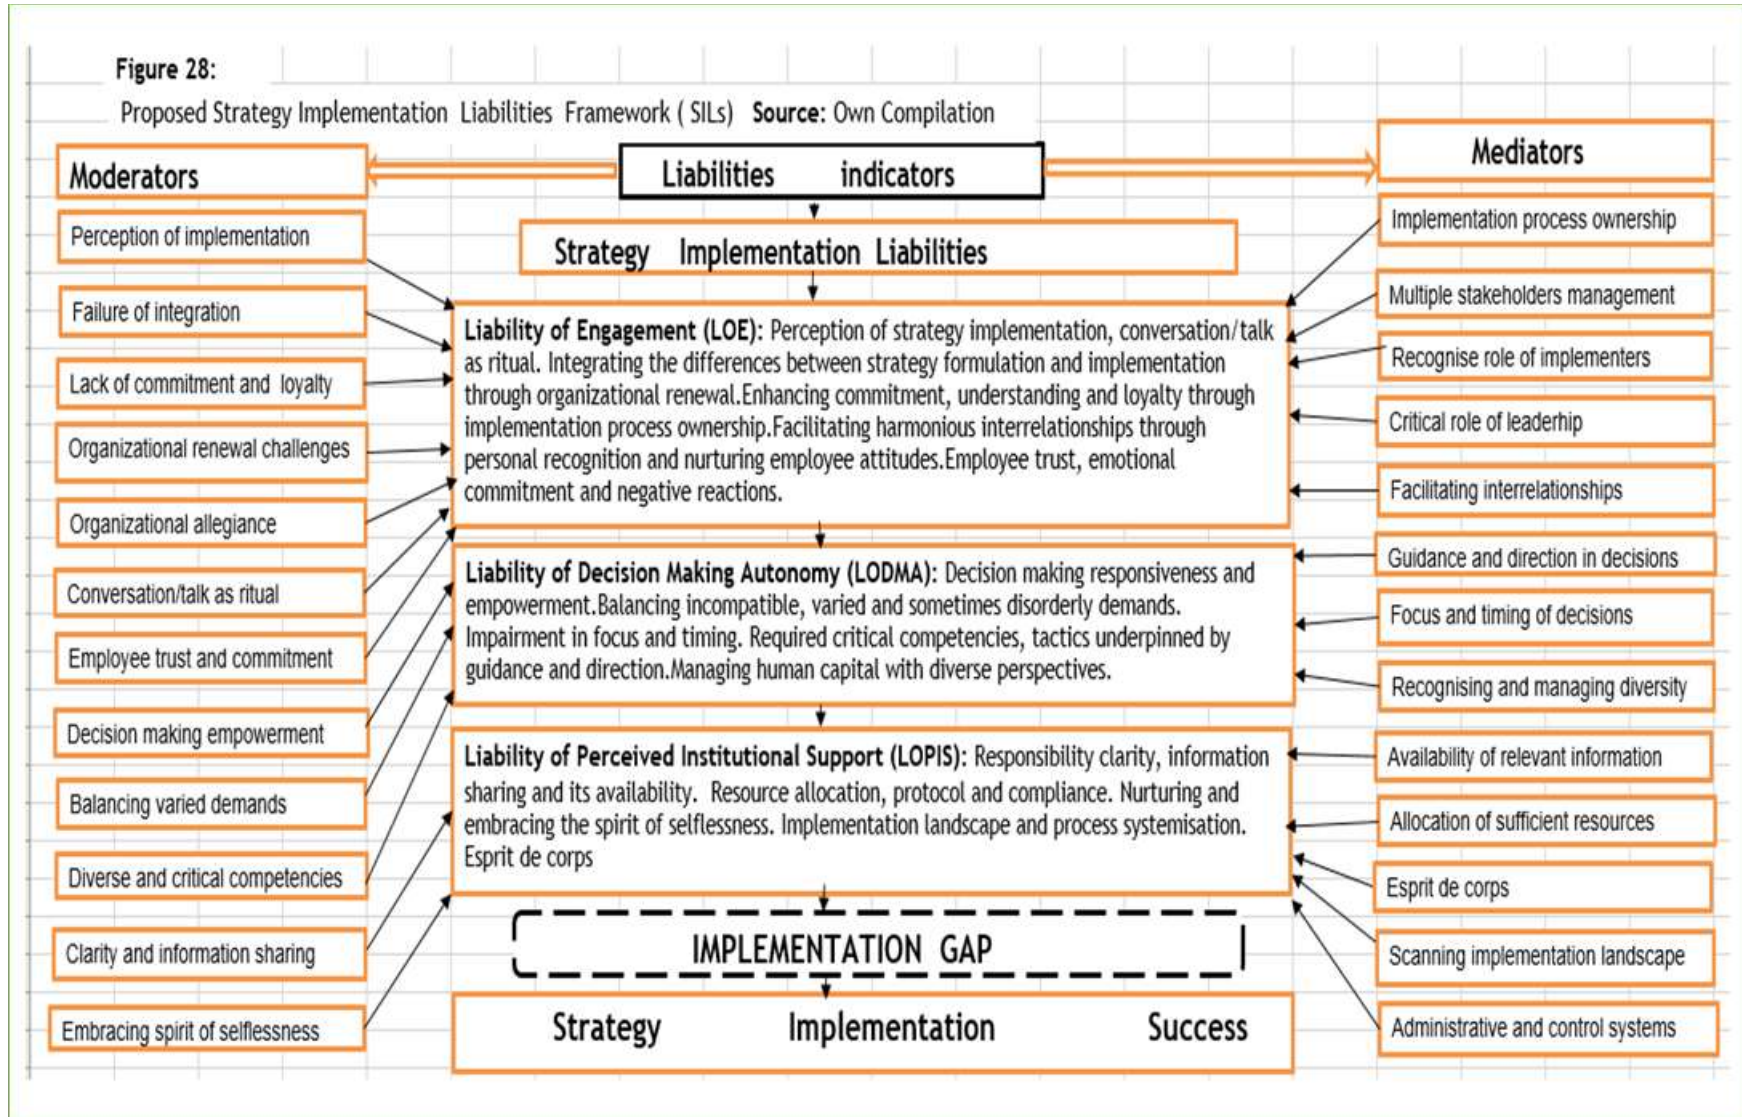 Figure 28:
Proposed Strategy Implementation Liabilities Framework ( SILs) Source: Own Compilation
Moderators
Liabilities indicators
Mediators
Strategy Implementation Liabilities
Perception of implementation
Failure of integration
Lack of commitment and loyalty
Organizational renewal challenges
Organizational allegiance
Conversation/talk as ritual
Employee trust and commitment
Decision making empowerment
Balancing varied demands
Diverse and critical competencies
Clarity and information sharing
Embracing spirit of selflessness
Liability of Engagement (LOE): Perception of strategy implementation, conversation/talk
as ritual. Integrating the differences between strategy formulation and implementation
through organizational renewal.Enhancing commitment, understanding and loyalty through
implementation process ownership.Facilitating harmonious interrelationships through
personal recognition and nurturing employee attitudes.Employee trust, emotional
commitment and negative reactions.
Liability of Decision Making Autonomy (LODMA): Decision making responsiveness and
empowerment.Balancing incompatible, varied and sometimes disorderly demands.
Impairment in focus and timing. Required critical competencies, tactics underpinned by
guidance and direction.Managing human capital with diverse perspectives.
Liability of Perceived Institutional Support (LOPIS): Responsibility clarity, information
sharing and its availability. Resource allocation, protocol and compliance. Nurturing and
embracing the spirit of selflessness. Implementation landscape and process systemisation.
Esprit de corps
IMPLEMENTATION GAP
Strategy Implementation Success
Implementation process ownership
Multiple stakeholders management
Recognise role of implementers
Critical role of leaderhip
Facilitating interrelationships
Guidance and direction in decisions
Focus and timing of decisions
Recognising and managing diversity
Availability of relevant information
Allocation of sufficient resources
Esprit de corps
Scanning implementation landscape
Administrative and control systems